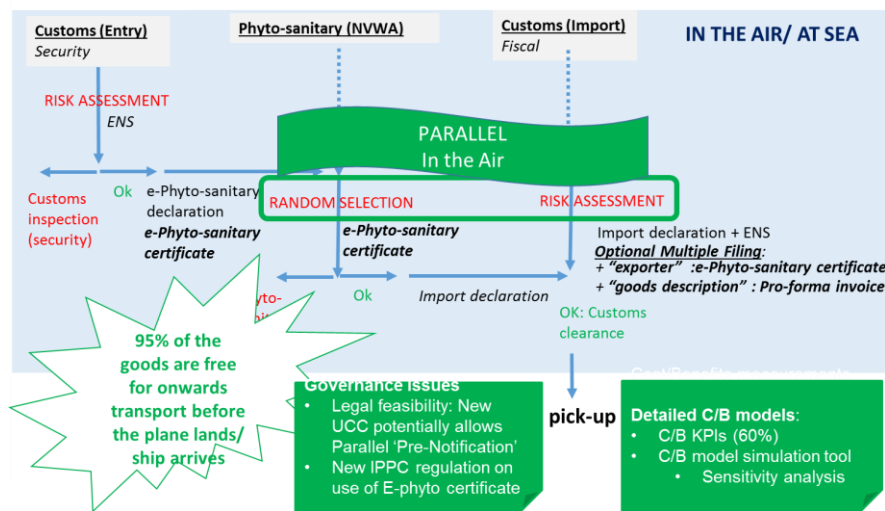 Customs (Entry)
Security
Phyto-sanitary (NVWA)
Customs (Import)
Fiscal
IN THE AIR/ AT SEA
RISK ASSESSMENT
ENS
PARALLEL
In the Air
Customs
inspection
(security)
Ok
e-Phyto-sanitary
declaration
e-Phyto-sanitary
certificate
RANDOM SELECTION
RISK ASSESSMENT
e-Phyto-sanitary
certificate
Import declaration + ENS
Optional Multiple Filing:
+ “exporter” :e-Phyto-sanitary certificate
+ “goods description” : Pro-forma invoice
Ok
Import declaration
OK: Customs
clearance
95% of the
goods are free
for onwards
transport before
the plane lands/
ship arrives
Governance issues
• Legal feasibility: New
UCC potentially allows
Parallel ‘Pre-Notification’
• New IPPC regulation on
use of E-phyto certificate
pick-up
Detailed C/B models:
• C/B KPIs (60%)
• C/B model simulation tool
• Sensitivity analysis